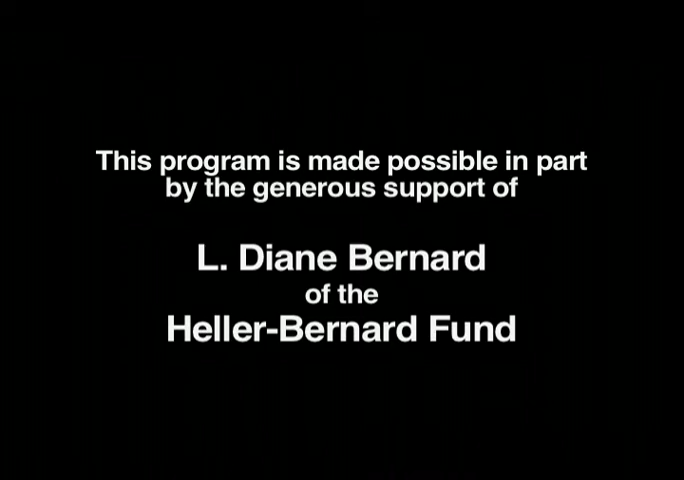 This program is made possible in part
by the generous support of
L. Diane Bernard
of the
Heller-Bernard Fund